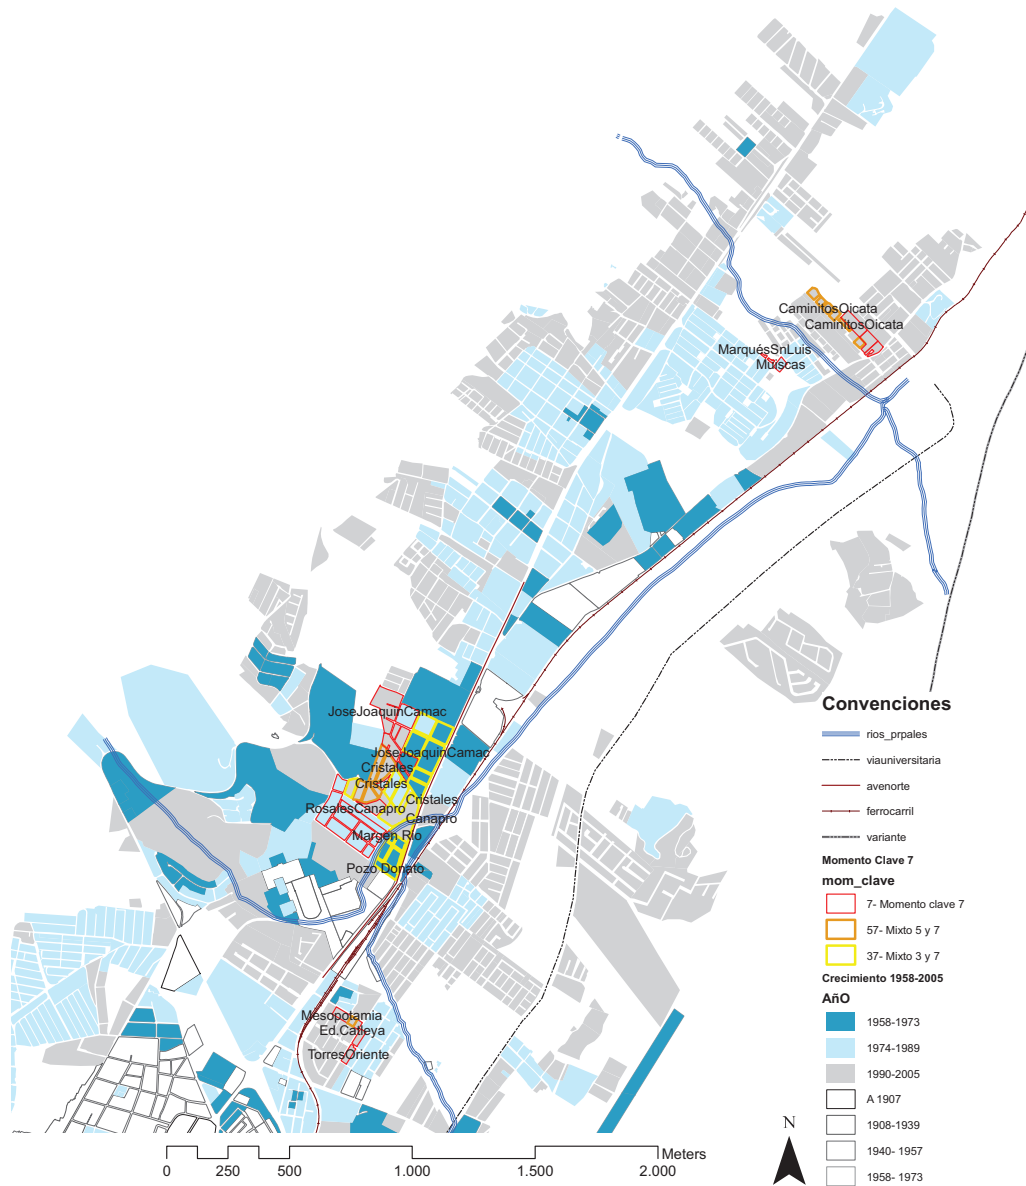 CaminitosOicata
CaminitosOicata
MarquésSnLuis
Muiscas
JoseJoaquinCamac
JoseJoaquinCamac
Cristales
Cristales
Cristales
RosalesCanapro
Canapro
Margen Rio
Pozo Donato
Mesopotamia
Ed.Catleya
TorresOriente
Convenciones
rios_prpales
viauniversitaria
avenorte
ferrocarril
variante
Momento Clave 7
mom_clave
7- Momento clave 7
57- Mixto 5 y 7
37- Mixto 3 y 7
Crecimiento 1958-2005
AñO
1958-1973
1974-1989
1990-2005
A 1907
1908-1939
1940- 1957
1958- 1973
N
Meters
0 250 500 1.000 1.500 2.000